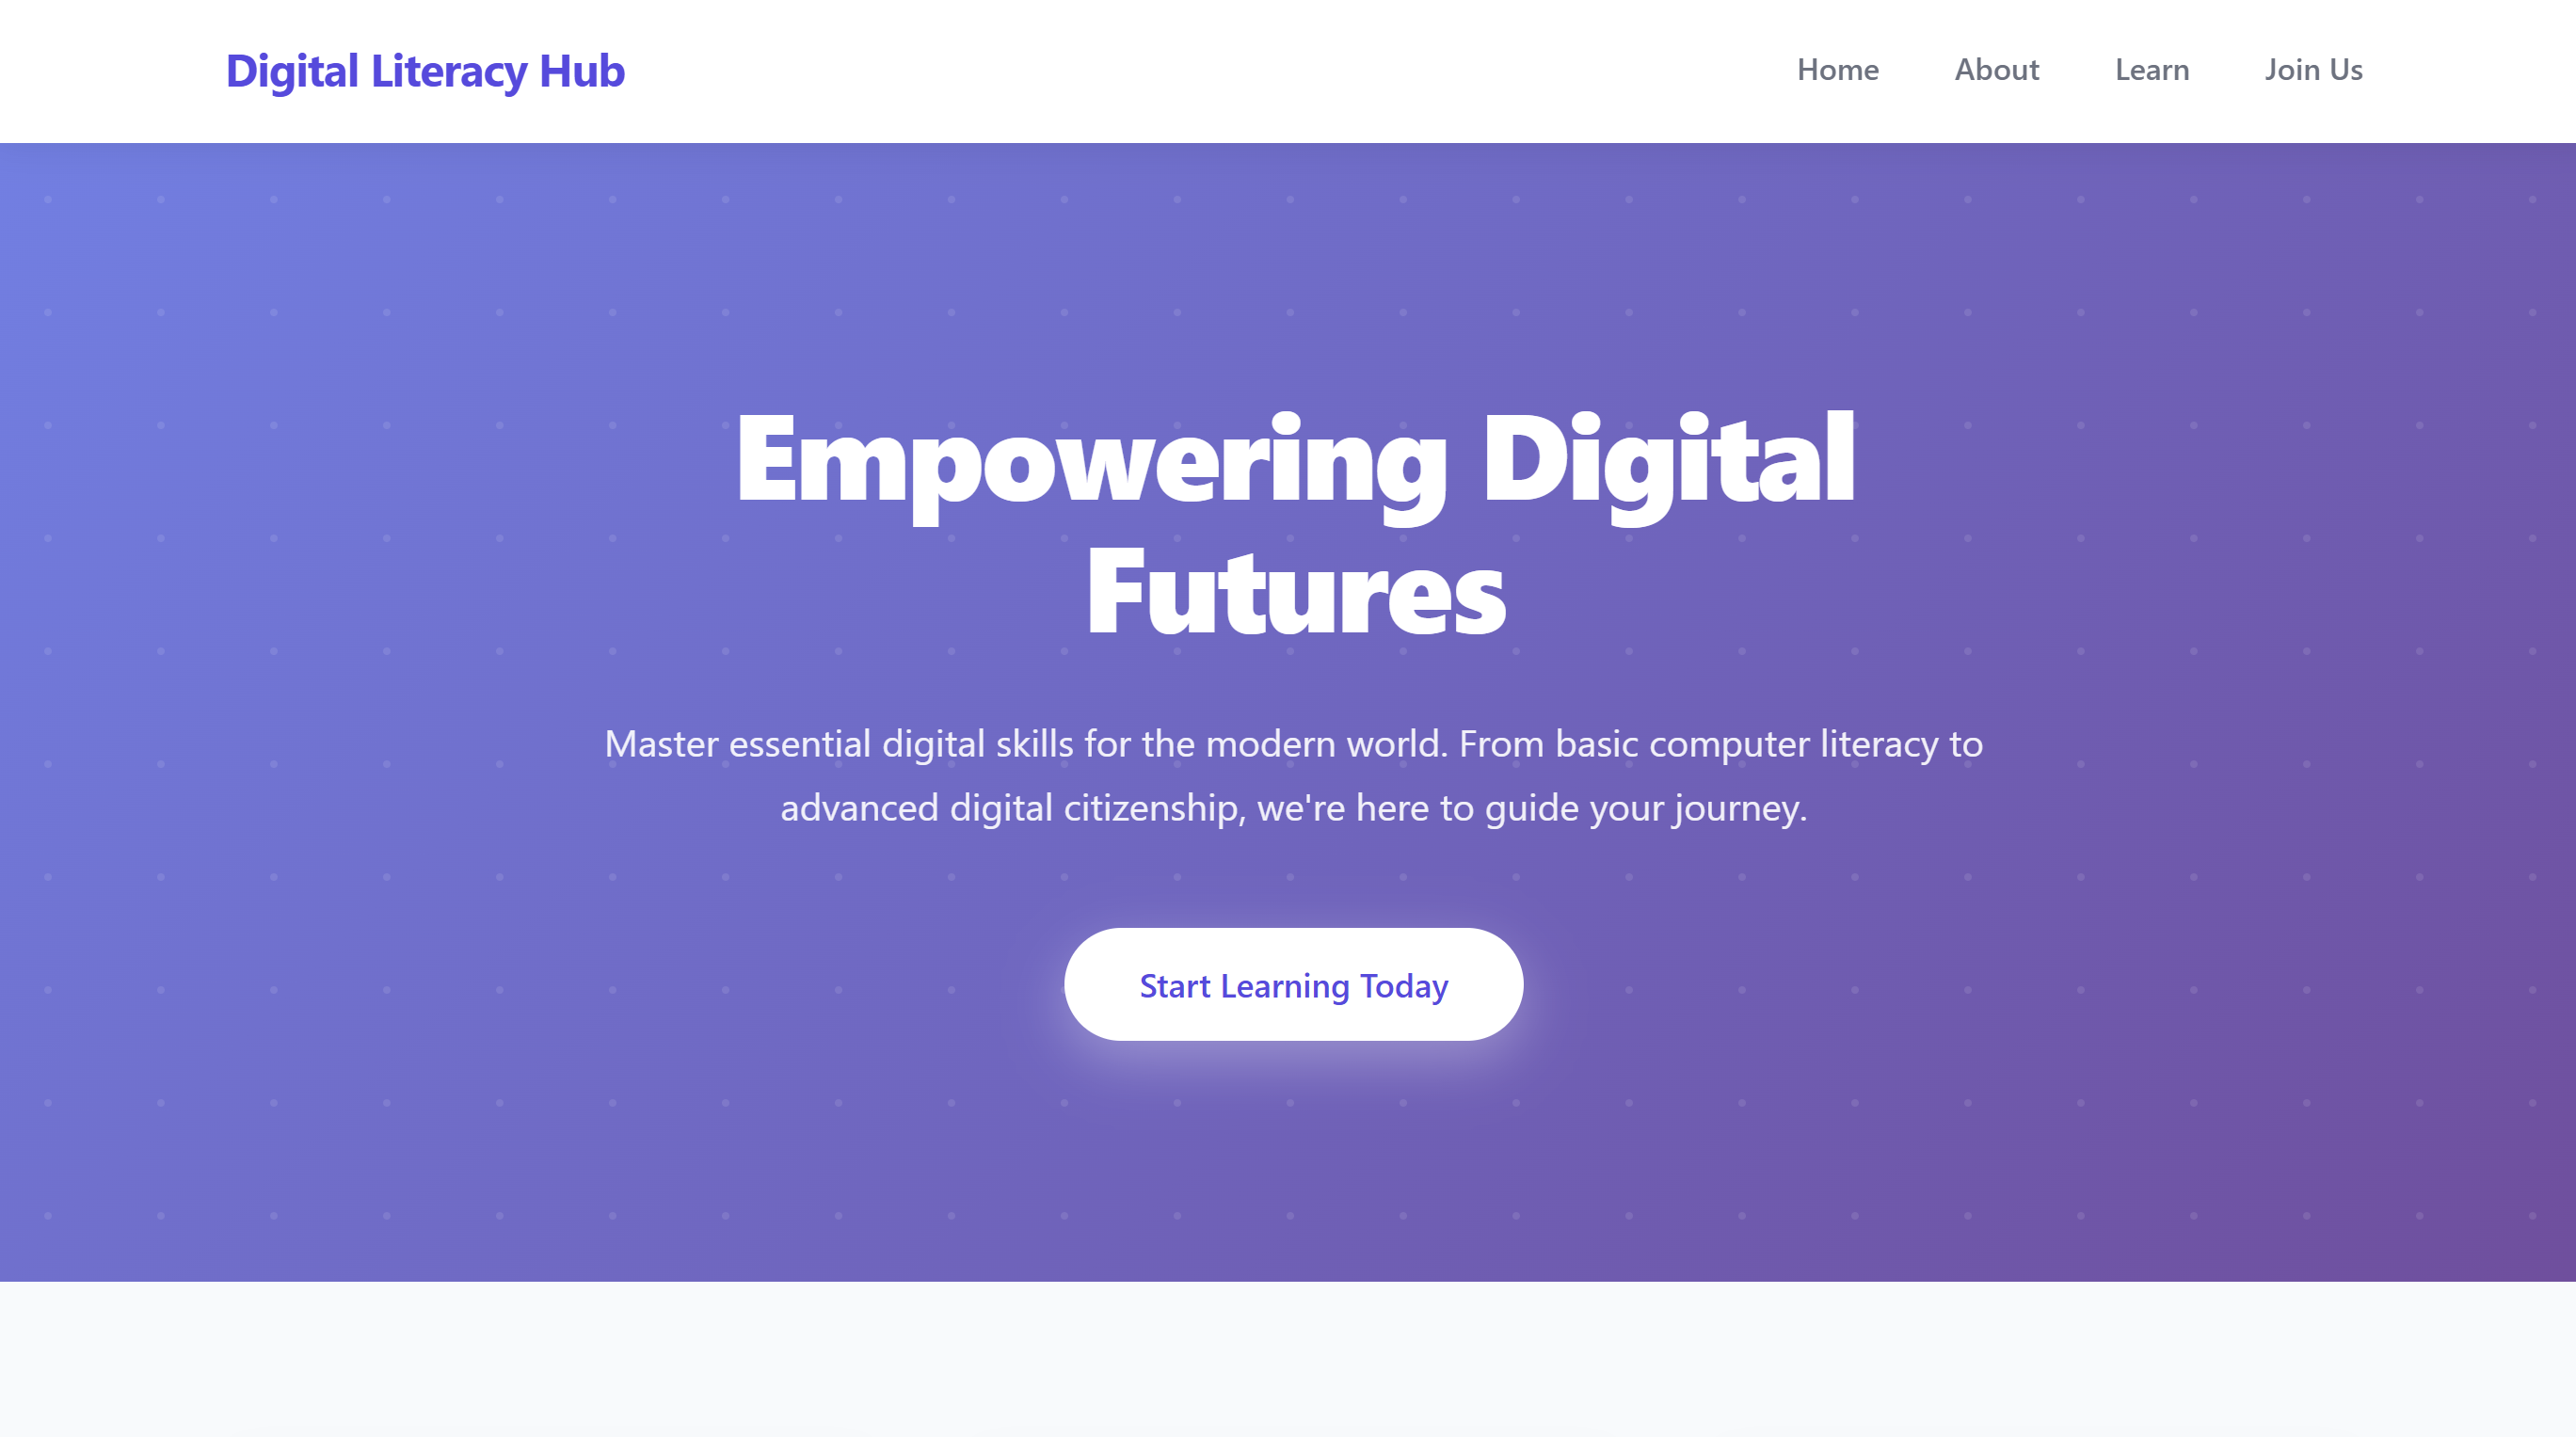 Digital Literacy Hub
Home
About
Learn
Join Us
Empowering Digital
Futures
Master essential digital skills for the modern world. From basic computer literacy to
advanced digital citizenship, we're here to guide your journey.
Start Learning Today